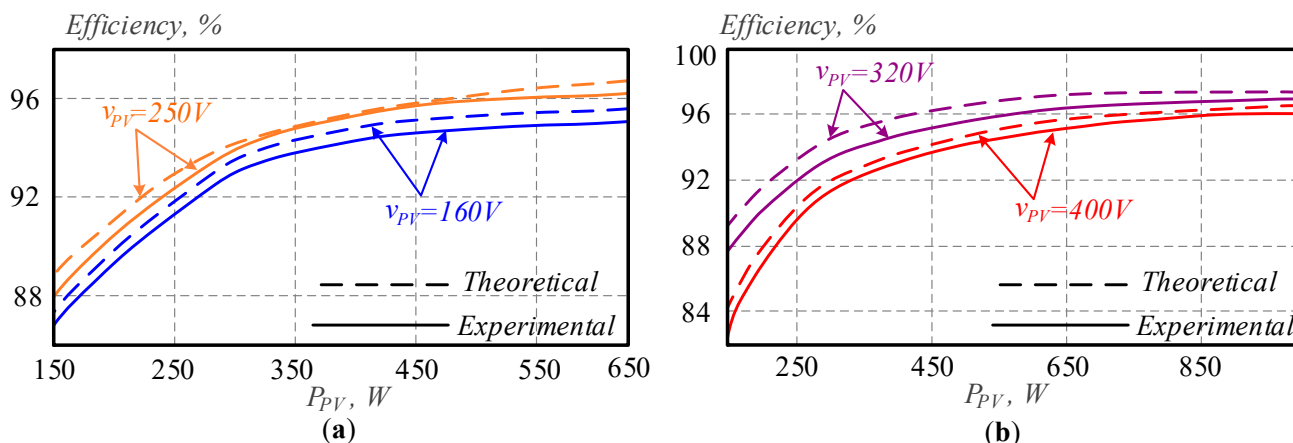 Efficiency, %
96
92
88
v_PV=250V
v_PV=160V
Theoretical
Experimental
150 250 350 450 550 650
P_PV, W
(a)
Efficiency, %
100
96
92
88
84
v_PV=320V
v_PV=400V
Theoretical
Experimental
250 450 650 850
P_PV, W
(b)